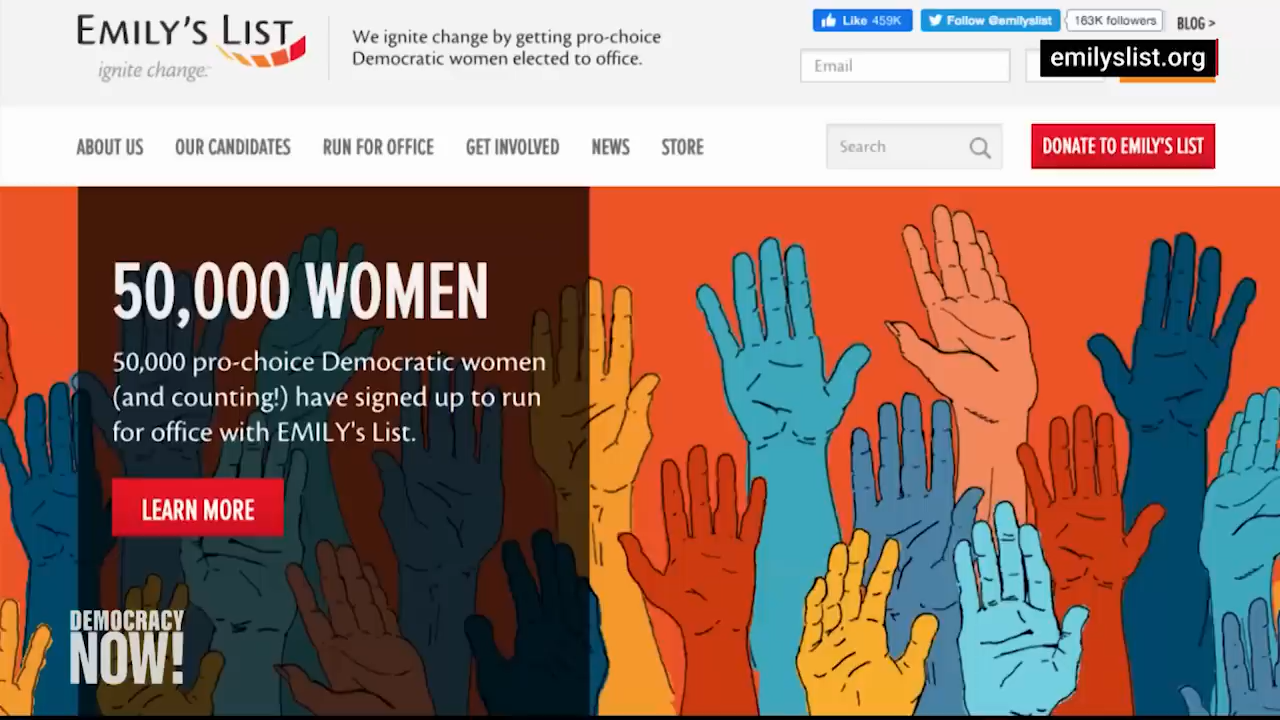 EMILY'S LIST
ignite change.
We ignite change by getting pro-choice
Democratic women elected to office.
Like 459K
Follow @emilyslist
163K followers
BLOG >
Email
emilyslist.org
ABOUT US
OUR CANDIDATES
RUN FOR OFFICE
GET INVOLVED
NEWS
STORE
Search
DONATE TO EMILY'S LIST
50,000 WOMEN
50,000 pro-choice Democratic women
(and counting!) have signed up to run
for office with EMILY's List.
LEARN MORE
DEMOCRACY
NOW!